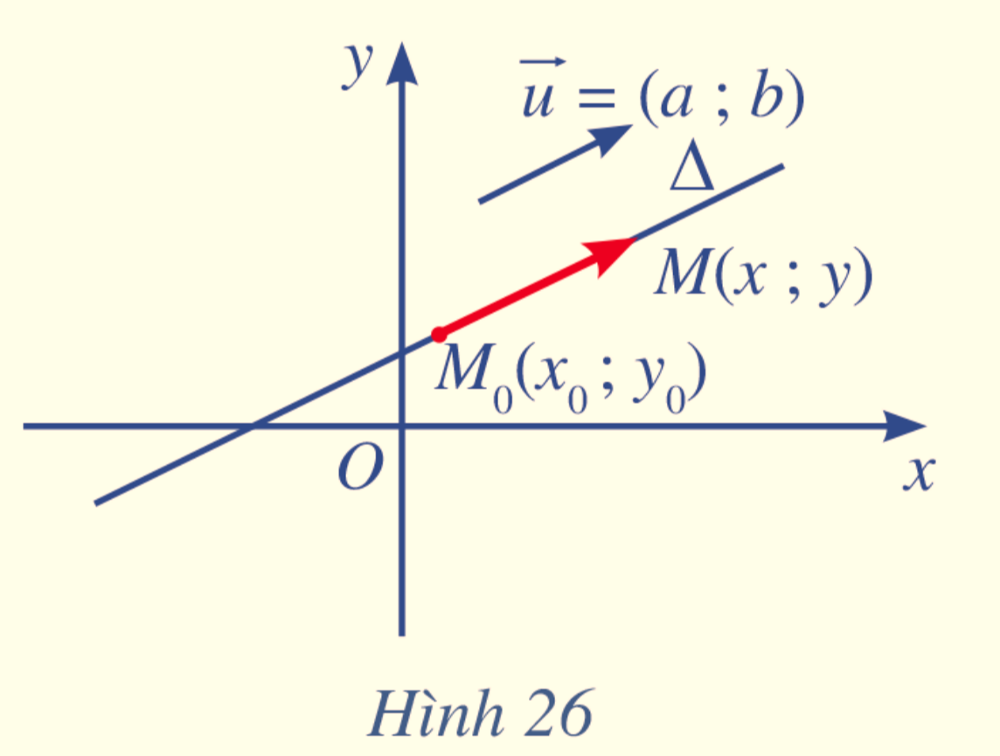 y
u⃗ = (a ; b)
Δ
M(x ; y)
M₀(x₀ ; y₀)
O
x
Hình 26